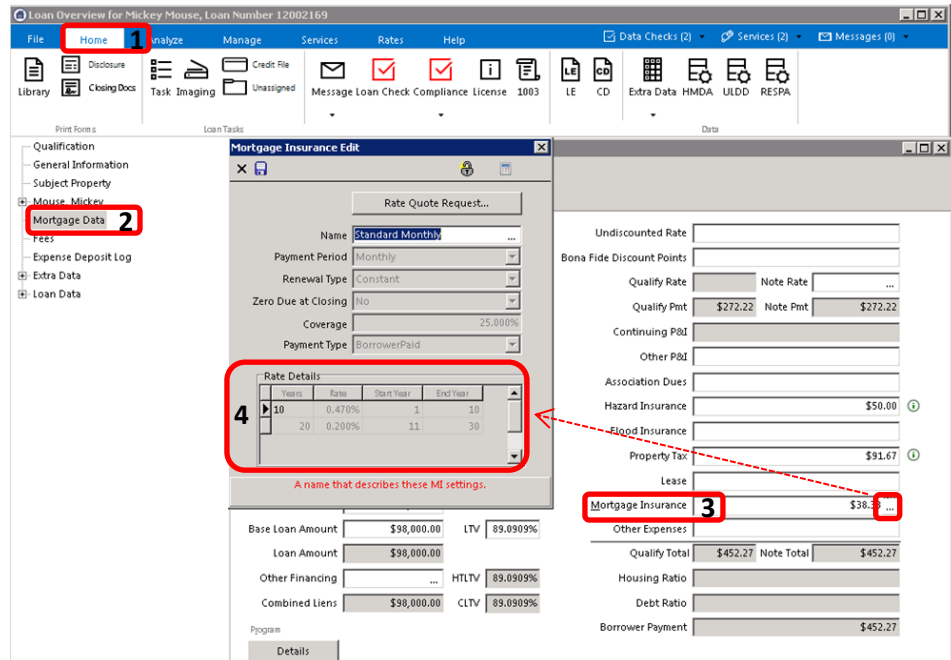 Loan Overview for Mickey Mouse, Loan Number 12002169
File Home 1 Analyze Manage Services Rates Help Data Checks (2) Services (2) Messages (0)
Library Disclosure Closing Docs Task Imaging Credit File Unassigned Message Loan Check Compliance License 1003 LE CD Extra Data HMDA ULDD RESPA
Print Forms Loan Tasks Data
Qualification
General Information
Subject Property
Mouse, Mickey
Mortgage Data 2
Fees
Expense Deposit Log
Extra Data
Loan Data
Mortgage Insurance Edit
Rate Quote Request...
Name Standard Monthly ...
Payment Period Monthly
Renewal Type Constant
Zero Due at Closing No
Coverage 25.000%
Payment Type BorrowerPaid
4
Rate Details
Years Rate Start Year End Year
10 0.470% 1 10
20 0.200% 11 30
A name that describes these MI settings.
Base Loan Amount $98,000.00 LTV 89.0909%
Loan Amount $98,000.00
Other Financing ... HTLTV 89.0909%
Combined Liens $98,000.00 CLTV 89.0909%
Program
Details
Undiscounted Rate
Bona Fide Discount Points
Qualify Rate Note Rate ...
Qualify Pmt $272.22 Note Pmt $272.22
Continuing P&I
Other P&I
Association Dues
Hazard Insurance $50.00
Flood Insurance
Property Tax $91.67
Lease
Mortgage Insurance 3 $38.38 ...
Other Expenses
Qualify Total $452.27 Note Total $452.27
Housing Ratio
Debt Ratio
Borrower Payment $452.27